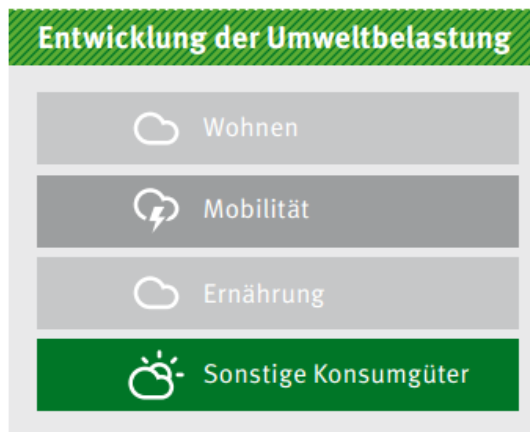 Entwicklung der Umweltbelastung
Wohnen
Mobilität
Ernährung
Sonstige Konsumgüter